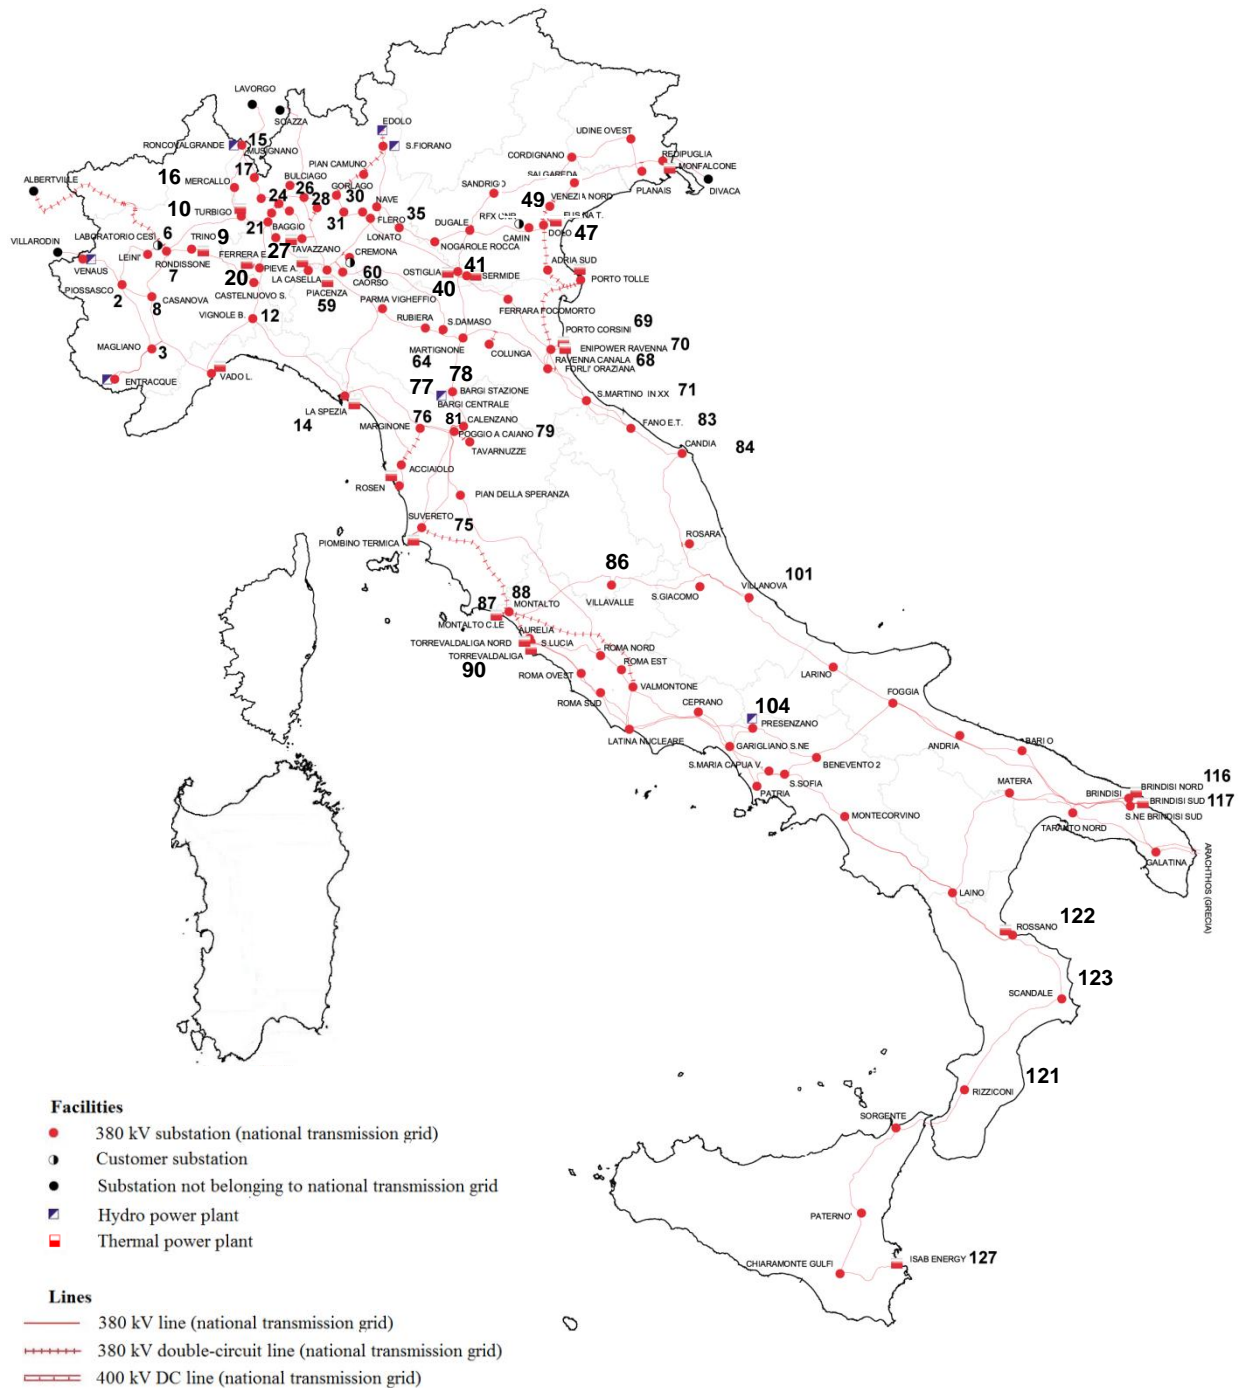 LAVORGO
SOAZZA
EDOLO
RONCOVALGRANDE
15
MUSIGNANO
S.FIORANO
UDINE OVEST
CORDIGNANO
REDIPUGLIA
MONFALCONE
ALBERTVILLE
16
17
MERCALLO
BULCIAGO
PIAN CAMUNO
SALGAREDA
PLANAIS
DIVACA
26
GORLAGO
SANDRIGO
VENEZIA NORD
10
TURBIGO
24
28
30
NAVE
49
LABORATORIO CESI
6
9
TRINO
21
BAGGIO
31
FLERO
35
DUGALE
RFX CNR
FUSINA T.
VILLARODIN
LEINI'
27
TAVAZZANO
LONATO
CAMIN
DOLO
47
RONDISSONE
FERRERA E.
CREMONA
NOGAROLE ROCCA
VENAUS
7
20
PIEVE A.
60
OSTIGLIA
41
SERMIDE
ADRIA SUD
PIOSSASCO
LA CASELLA
CAORSO
40
PORTO TOLLE
2
8
CASANOVA
CASTELNUOVO S.
PIACENZA
59
PARMA VIGHEFFIO
FERRARA FOCOMORTO
VIGNOLE B.
12
RUBIERA
S.DAMASO
PORTO CORSINI
69
MAGLIANO
3
MARTIGNONE
COLUNGA
ENIPOWER RAVENNA
70
64
RAVENNA CANALA
68
FORLI' ORAZIANA
ENTRACQUE
VADO L.
78
77
BARGI STAZIONE
S.MARTINO IN XX
71
BARGI CENTRALE
LA SPEZIA
14
76
81
CALENZANO
83
MARGINONE
POGGIO A CAIANO
79
FANO E.T.
TAVARNUZZE
CANDIA
84
ACCIAIOLO
ROSEN
PIAN DELLA SPERANZA
SUVERETO
75
PIOMBINO TERMICA
ROSARA
86
101
VILLANOVA
S.GIACOMO
VILLAVALLE
87
88
MONTALTO
MONTALTO C.LE
AURELIA
TORREVALDALIGA NORD
S.LUCIA
TORREVALDALIGA
ROMA NORD
90
ROMA EST
ROMA OVEST
LARINO
VALMONTONE
ROMA SUD
FOGGIA
CEPRANO
104
PRESENZANO
LATINA NUCLEARE
GARIGLIANO S.NE
ANDRIA
BARI O
S.MARIA CAPUA V.
BENEVENTO 2
S.SOFIA
MATERA
116
BRINDISI NORD
PATRIA
BRINDISI
BRINDISI SUD
117
MONTECORVINO
S.NE BRINDISI SUD
TARANTO NORD
GALATINA
ARACHTHOS (GRECIA)
LAINO
122
ROSSANO
123
SCANDALE
121
RIZZICONI
SORGENTE
PATERNO'
CHIARAMONTE GULFI
ISAB ENERGY
127
Facilities
380 kV substation (national transmission grid)
Customer substation
Substation not belonging to national transmission grid
Hydro power plant
Thermal power plant
Lines
380 kV line (national transmission grid)
380 kV double-circuit line (national transmission grid)
400 kV DC line (national transmission grid)